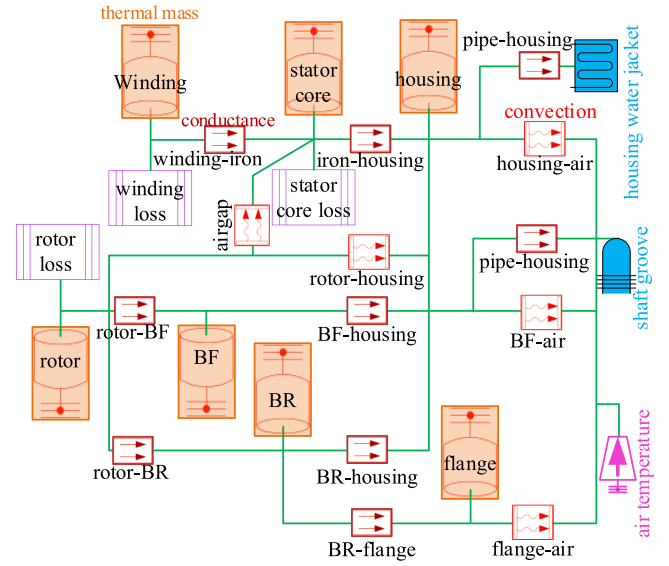 thermal mass
Winding
stator
core
housing
pipe-housing
housing water jacket
conductance
convection
winding-iron
iron-housing
housing-air
winding
loss
stator
core loss
airgap
rotor
loss
rotor-housing
pipe-housing
shaft groove
rotor-BF
BF-housing
BF-air
rotor
BF
BR
rotor-BR
BR-housing
flange
air temperature
BR-flange
flange-air